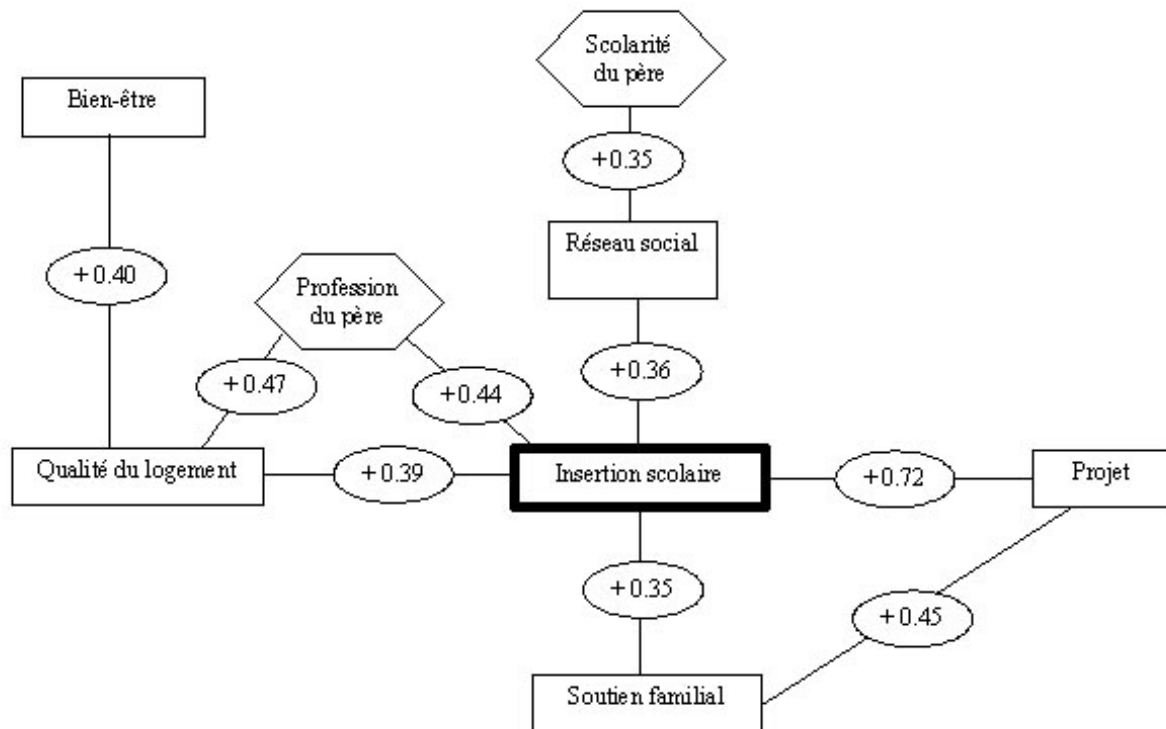 Scolarité
du père
Bien-être
+0.35
Réseau social
+0.40
Profession
du père
+0.36
+0.47
+0.44
Qualité du logement
+0.39
Insertion scolaire
+0.72
Projet
+0.35
+0.45
Soutien familial